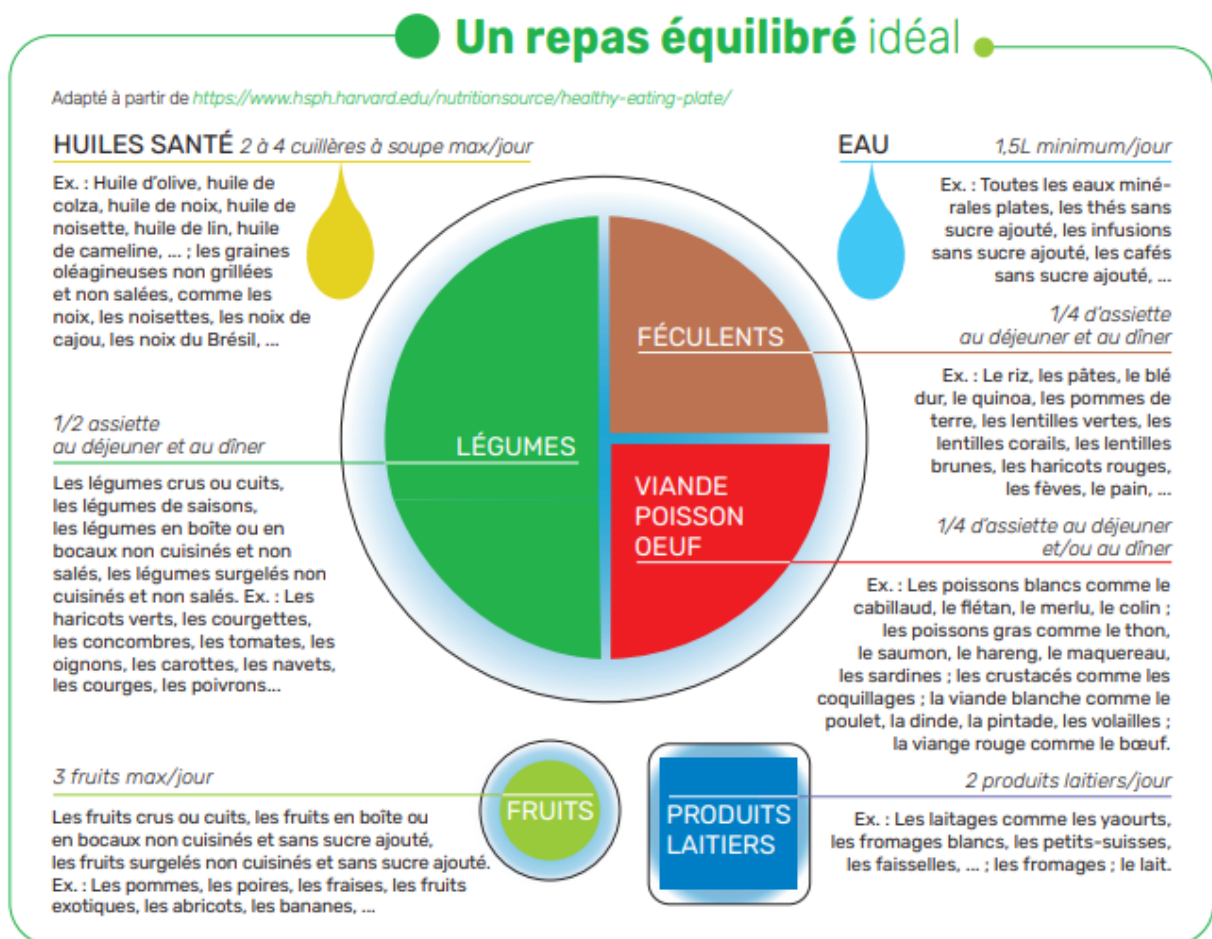 Un repas équilibré idéal
Adapté à partir de https://www.hsph.harvard.edu/nutritionsource/healthy-eating-plate/
HUILES SANTÉ 2 à 4 cuillères à soupe max/jour
Ex. : Huile d'olive, huile de
colza, huile de noix, huile de
noisette, huile de lin, huile
de cameline, ... ; les graines
oléagineuses non grillées
et non salées, comme les
noix, les noisettes, les noix de
cajou, les noix du Brésil, ...
EAU 1,5L minimum/jour
Ex. : Toutes les eaux miné-
rales plates, les thés sans
sucre ajouté, les infusions
sans sucre ajouté, les cafés
sans sucre ajouté, ...
1/4 d'assiette
au déjeuner et au dîner
FÉCULENTS
Ex. : Le riz, les pâtes, le blé
dur, le quinoa, les pommes de
terre, les lentilles vertes, les
lentilles corails, les lentilles
brunes, les haricots rouges,
les fèves, le pain, ...
1/2 assiette
au déjeuner et au dîner
LÉGUMES
Les légumes crus ou cuits,
les légumes de saisons,
les légumes en boîte ou en
bocaux non cuisinés et non
salés, les légumes surgelés non
cuisinés et non salés. Ex. : Les
haricots verts, les courgettes,
les concombres, les tomates, les
oignons, les carottes, les navets,
les courges, les poivrons...
VIANDE
POISSON
OEUF
1/4 d'assiette au déjeuner
et/ou au dîner
Ex. : Les poissons blancs comme le
cabillaud, le flétan, le merlu, le colin ;
les poissons gras comme le thon,
le saumon, le hareng, le maquereau,
les sardines ; les crustacés comme les
coquillages ; la viande blanche comme le
poulet, la dinde, la pintade, les volailles ;
la viange rouge comme le bœuf.
3 fruits max/jour
FRUITS
Les fruits crus ou cuits, les fruits en boîte ou
en bocaux non cuisinés et sans sucre ajouté,
les fruits surgelés non cuisinés et sans sucre ajouté.
Ex. : Les pommes, les poires, les fraises, les fruits
exotiques, les abricots, les bananes, ...
PRODUITS
LAITIERS
2 produits laitiers/jour
Ex. : Les laitages comme les yaourts,
les fromages blancs, les petits-suisses,
les faisselles, ... ; les fromages ; le lait.